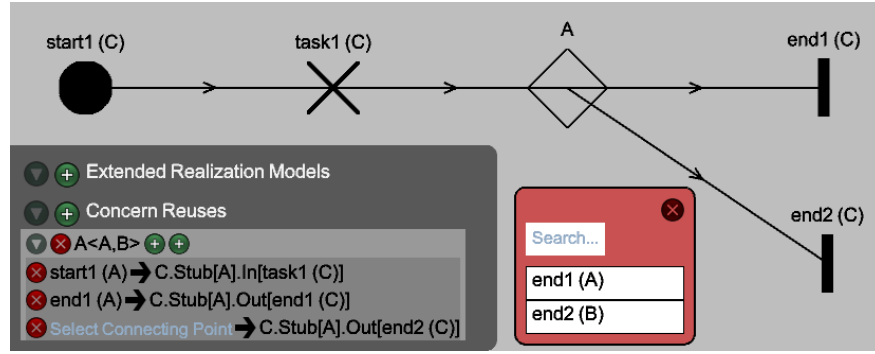 start1 (C)
task1 (C)
A
end1 (C)
Extended Realization Models
Concern Reuses
A<A,B>
start1 (A) ➔ C.Stub[A].In[task1 (C)]
end1 (A) ➔ C.Stub[A].Out[end1 (C)]
Select Connecting Point ➔ C.Stub[A].Out[end2 (C)]
Search...
end1 (A)
end2 (B)
end2 (C)